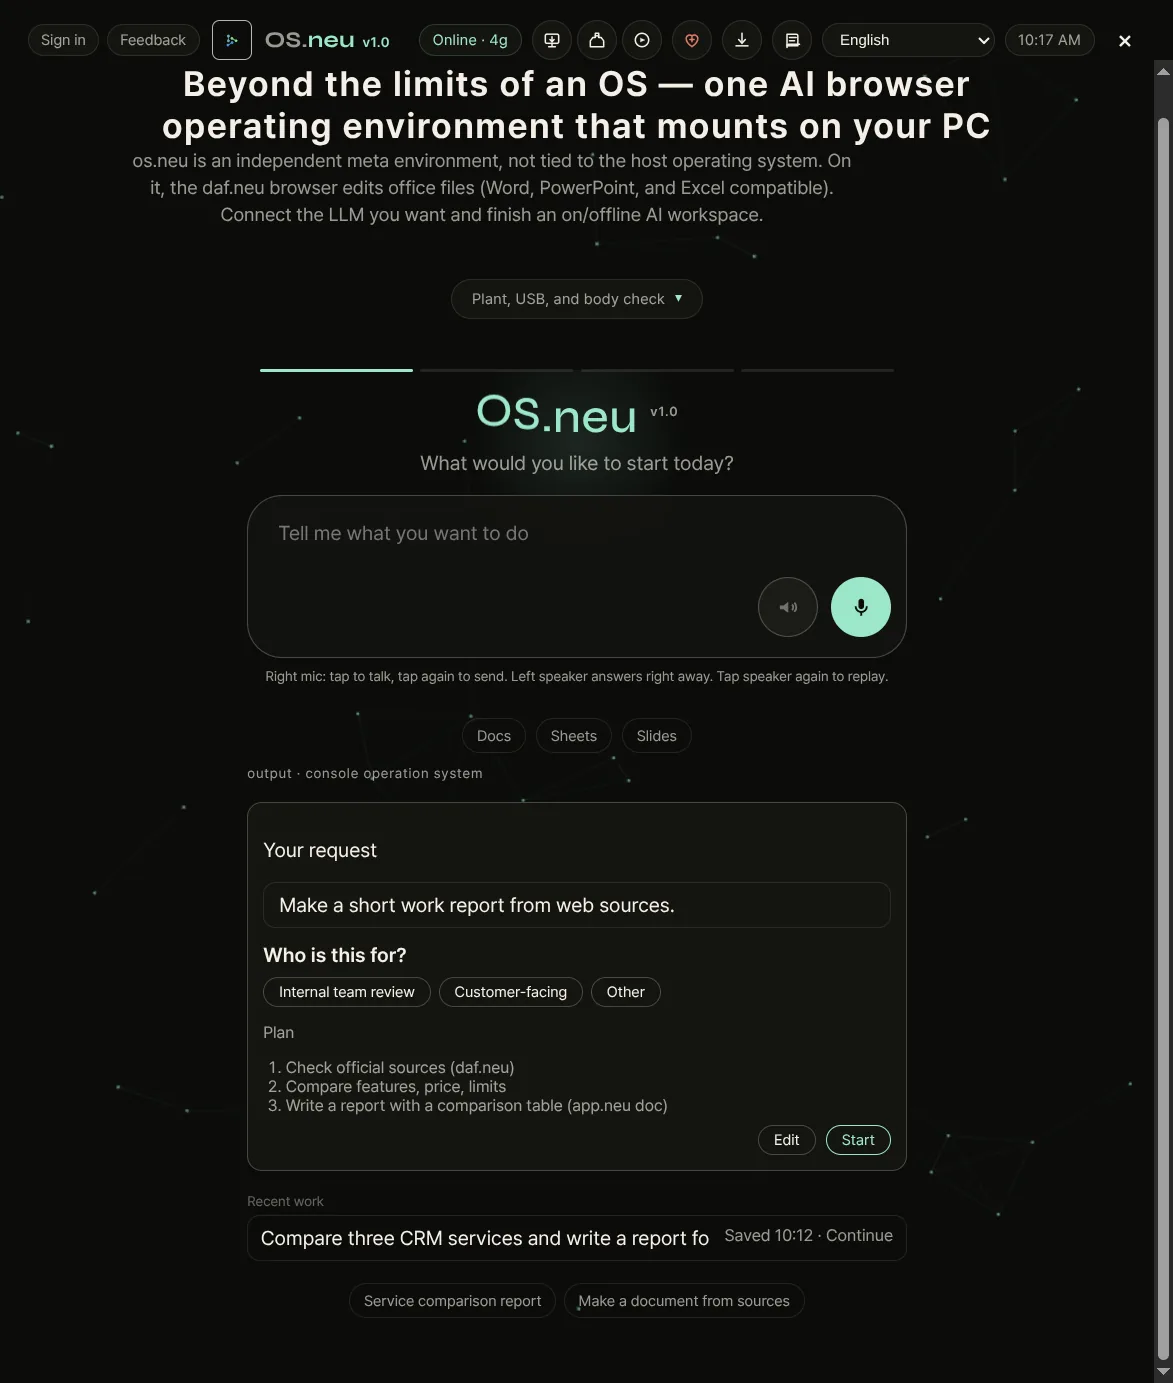 Sign in
Feedback
OS.neu v1.0
Online · 4g
English
10:17 AM
Beyond the limits of an OS — one AI browser
operating environment that mounts on your PC
os.neu is an independent meta environment, not tied to the host operating system. On
it, the daf.neu browser edits office files (Word, PowerPoint, and Excel compatible).
Connect the LLM you want and finish an on/offline AI workspace.
Plant, USB, and body check
OS.neu v1.0
What would you like to start today?
Tell me what you want to do
Right mic: tap to talk, tap again to send. Left speaker answers right away. Tap speaker again to replay.
Docs
Sheets
Slides
output · console operation system
Your request
Make a short work report from web sources.
Who is this for?
Internal team review
Customer-facing
Other
Plan
1. Check official sources (daf.neu)
2. Compare features, price, limits
3. Write a report with a comparison table (app.neu doc)
Edit
Start
Recent work
Compare three CRM services and write a report fo
Saved 10:12 · Continue
Service comparison report
Make a document from sources